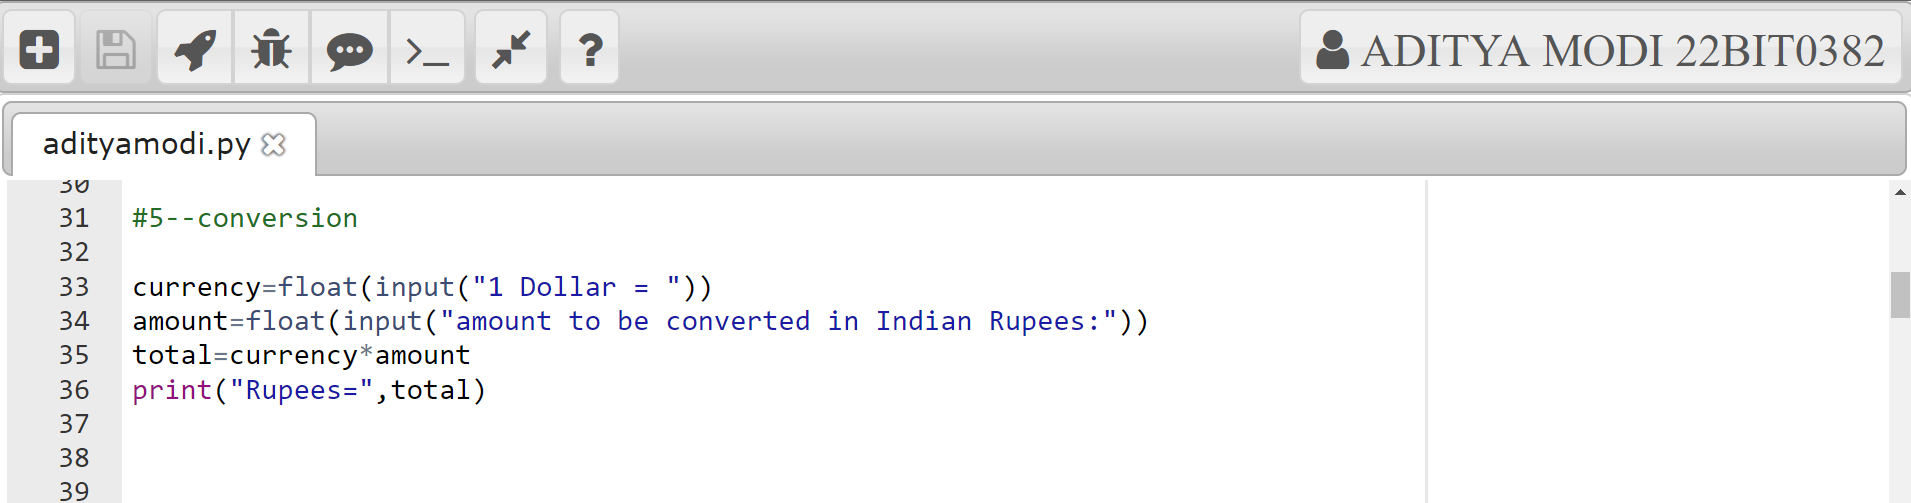 ? ADITYA MODI 22BIT0382
adityamodi.py
30
31 #5--conversion
32
33 currency=float(input("1 Dollar = "))
34 amount=float(input("amount to be converted in Indian Rupees:"))
35 total=currency*amount
36 print("Rupees=",total)
37
38
39